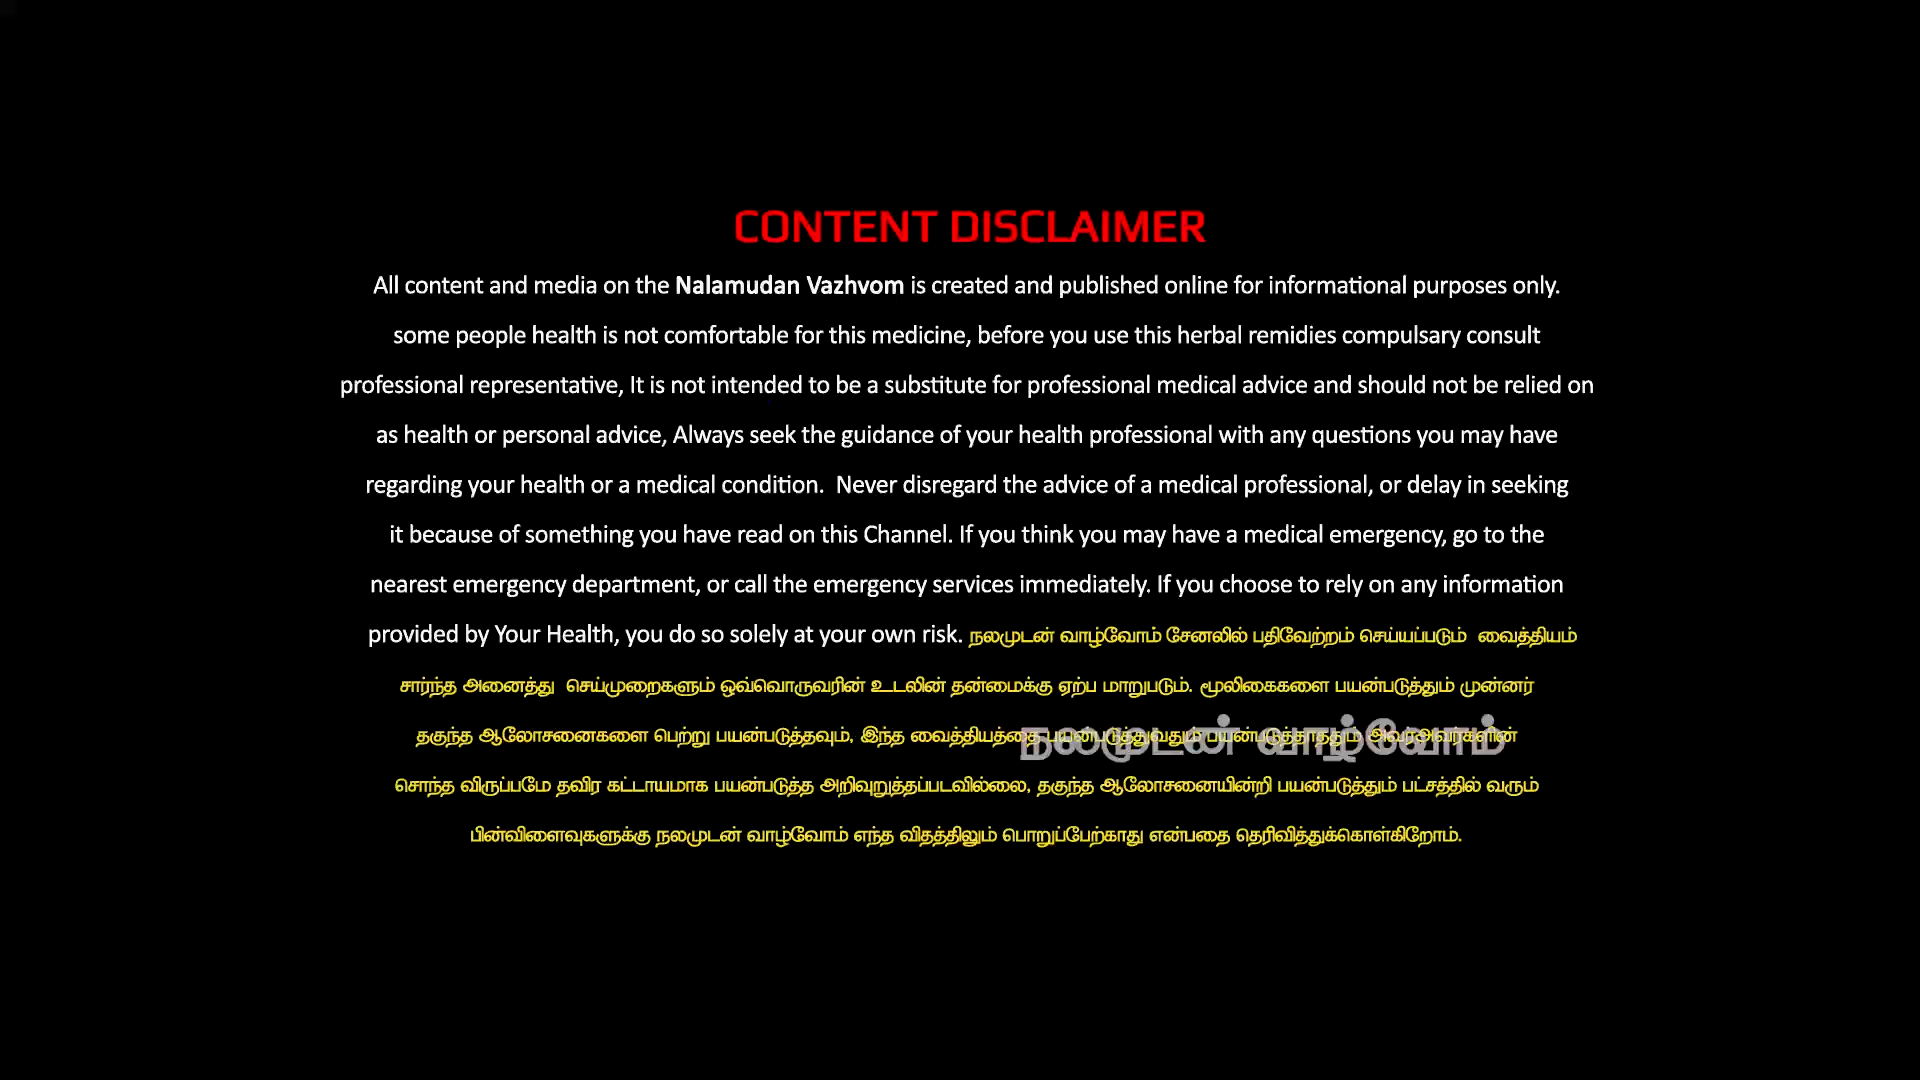 CONTENT DISCLAIMER
All content and media on the Nalamudan Vazhvom is created and published online for informational purposes only.
some people health is not comfortable for this medicine, before you use this herbal remidies compulsary consult
professional representative, It is not intended to be a substitute for professional medical advice and should not be relied on
as health or personal advice, Always seek the guidance of your health professional with any questions you may have
regarding your health or a medical condition.  Never disregard the advice of a medical professional, or delay in seeking
it because of something you have read on this Channel. If you think you may have a medical emergency, go to the
nearest emergency department, or call the emergency services immediately. If you choose to rely on any information
provided by Your Health, you do so solely at your own risk. நலமுடன் வாழ்வோம் சேனலில் பதிவேற்றம் செய்யப்படும்  வைத்தியம்
சார்ந்த அனைத்து  செய்முறைகளும் ஒவ்வொருவரின் உடலின் தன்மைக்கு ஏற்ப மாறுபடும். மூலிகைகளை பயன்படுத்தும் முன்னர்
தகுந்த ஆலோசனைகளை பெற்று பயன்படுத்தவும், இந்த வைத்தியத்தை பயன்படுத்துவதும் பயன்படுத்தாததும் அவரஅவர்களின்
நலமுடன் வாழ்வோம்
சொந்த விருப்பமே தவிர கட்டாயமாக பயன்படுத்த அறிவுறுத்தப்படவில்லை, தகுந்த ஆலோசனையின்றி பயன்படுத்தும் பட்சத்தில் வரும்
பின்விளைவுகளுக்கு நலமுடன் வாழ்வோம் எந்த விதத்திலும் பொறுப்பேற்காது என்பதை தெரிவித்துக்கொள்கிறோம்.